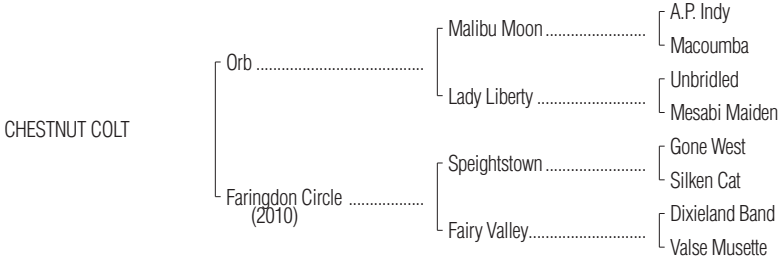 A.P. Indy
Malibu Moon ........................
Macoumba
Orb ........................................
Unbridled
Lady Liberty ..........................
Mesabi Maiden
CHESTNUT COLT
Gone West
Speightstown ........................
Silken Cat
Faringdon Circle ..................
(2010)
Dixieland Band
Fairy Valley............................
Valse Musette